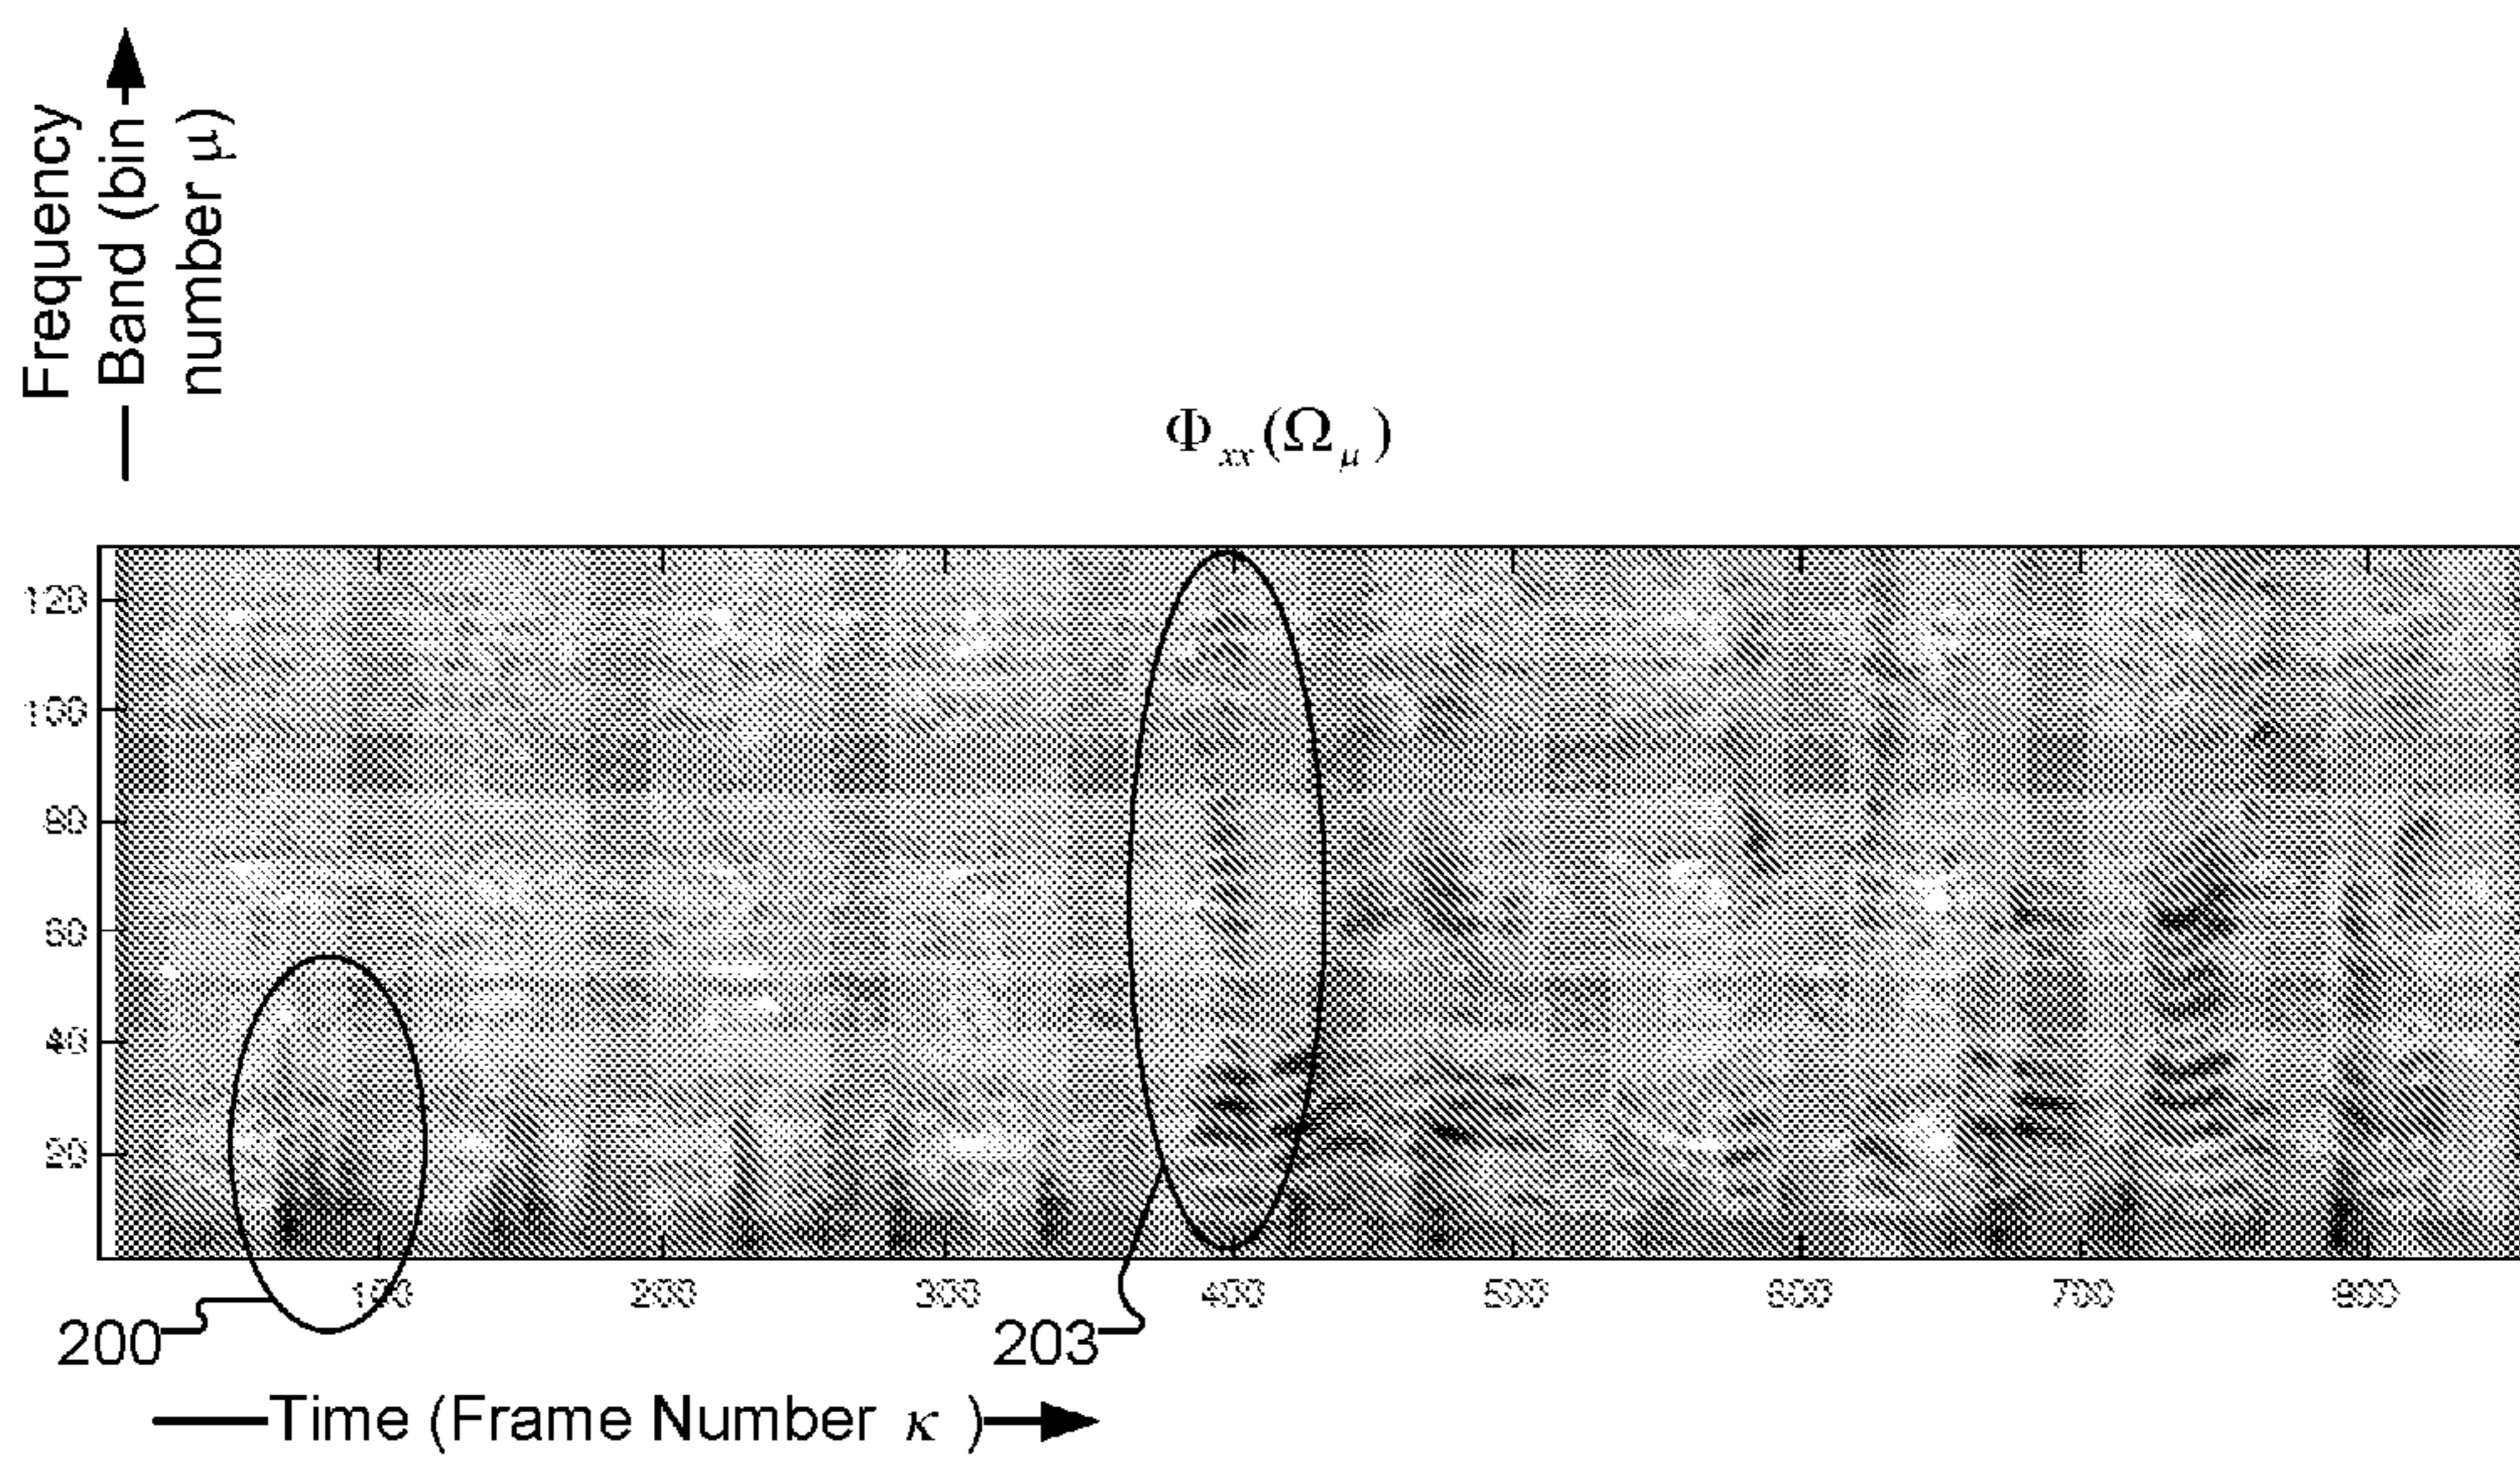 Frequency
Band (bin
number μ)
Φxx(Ωμ)
120
100
80
60
40
20
100 200 300 400 500 600 700 800
200
203
Time (Frame Number κ )